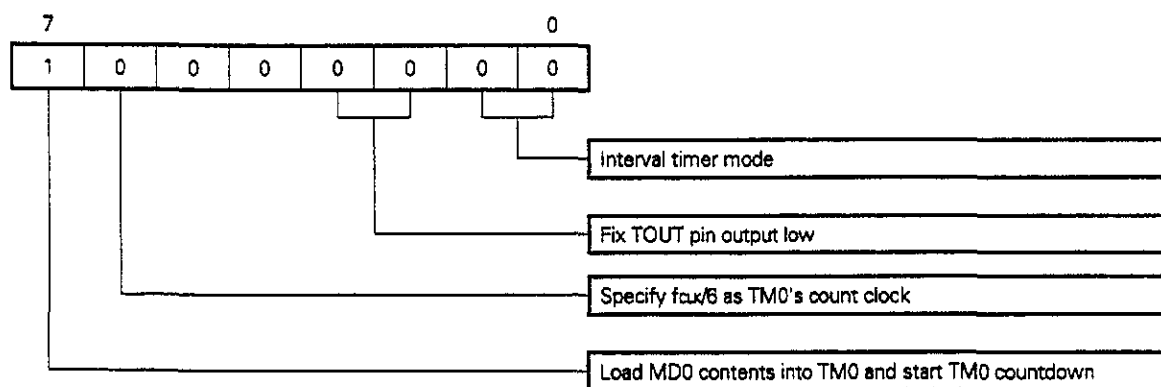 7 0
1 0 0 0 0 0 0 0
Interval timer mode
Fix TOUT pin output low
Specify fcux/6 as TM0's count clock
Load MD0 contents into TM0 and start TM0 countdown